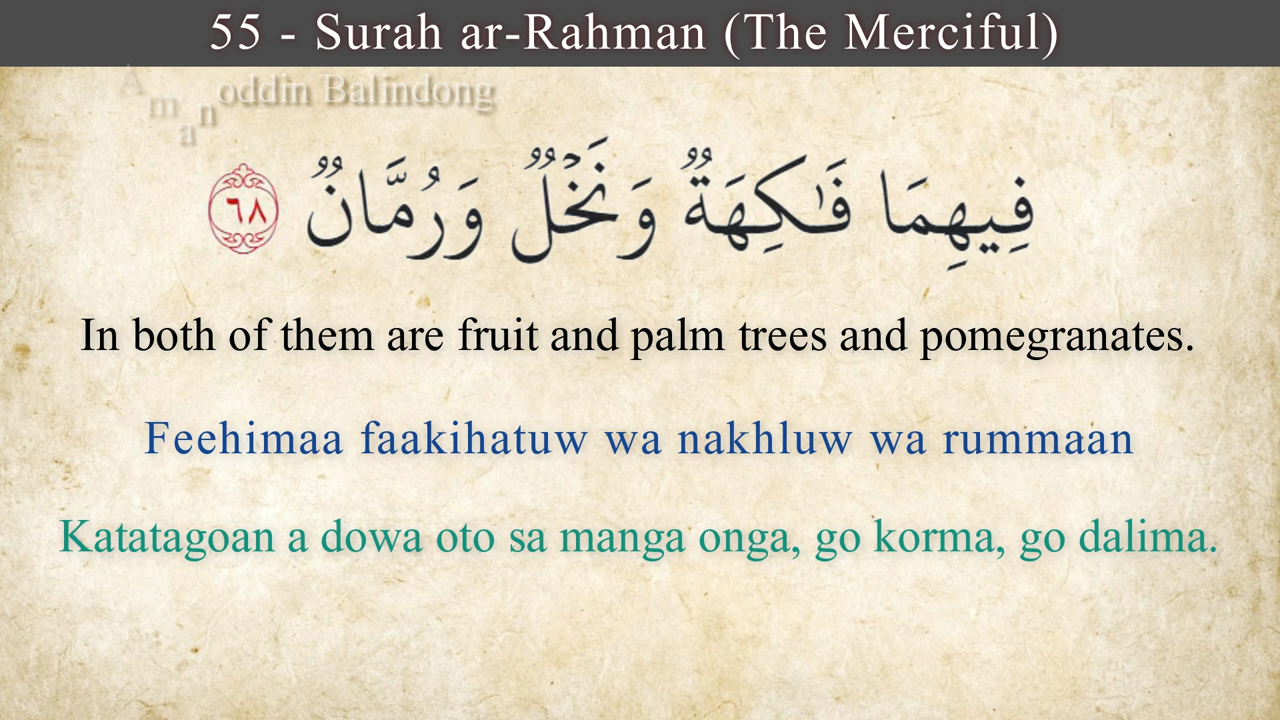 55 - Surah ar-Rahman (The Merciful)
Amanoddin Balindong
فِيهِمَا فَـٰكِهَةٌ وَنَخْلٌ وَرُمَّانٌ ٦٨
In both of them are fruit and palm trees and pomegranates.
Feehimaa faakihatuw wa nakhluw wa rummaan
Katatagoan a dowa oto sa manga onga, go korma, go dalima.